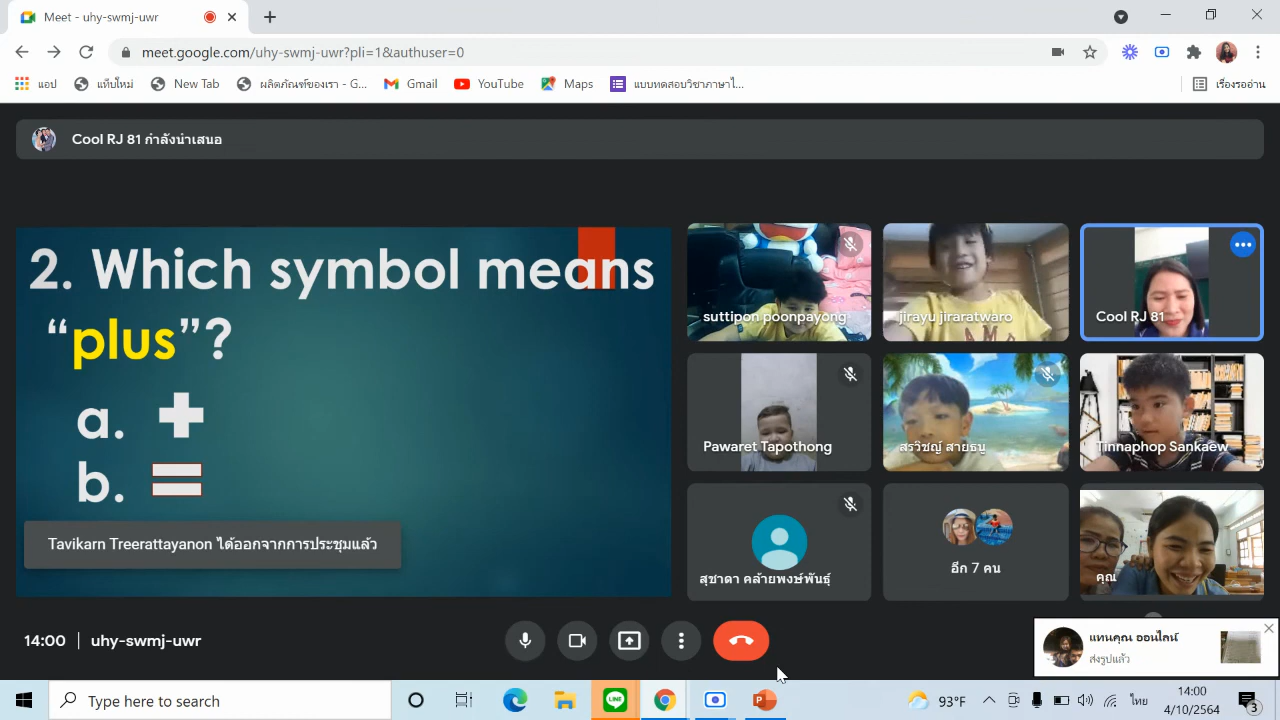 Meet - uhy-swmj-uwr
meet.google.com/uhy-swmj-uwr?pli=1&authuser=0
แอป
แท็บใหม่
New Tab
ผลิตภัณฑ์ของเรา - G...
Gmail
YouTube
Maps
แบบทดสอบวิชาภาษาไ...
เรื่องรออ่าน
Cool RJ 81 กำลังนำเสนอ
2. Which symbol means
“plus”?
a. +
b. =
Tavikarn Treerattayanon ได้ออกจากการประชุมแล้ว
suttipon poonpayong
jirayu jiraratwaro
Cool RJ 81
Pawaret Tapothong
สรวิชญ์ สายธนู
Tinnaphop Sankaew
สุชาดา คล้ายพงษ์พันธุ์
อีก 7 คน
คุณ
14:00 | uhy-swmj-uwr
แทนคุณ ออนไลน์
ส่งรูปแล้ว
Type here to search
LINE
93°F
ไทย
14:00
4/10/2564
3